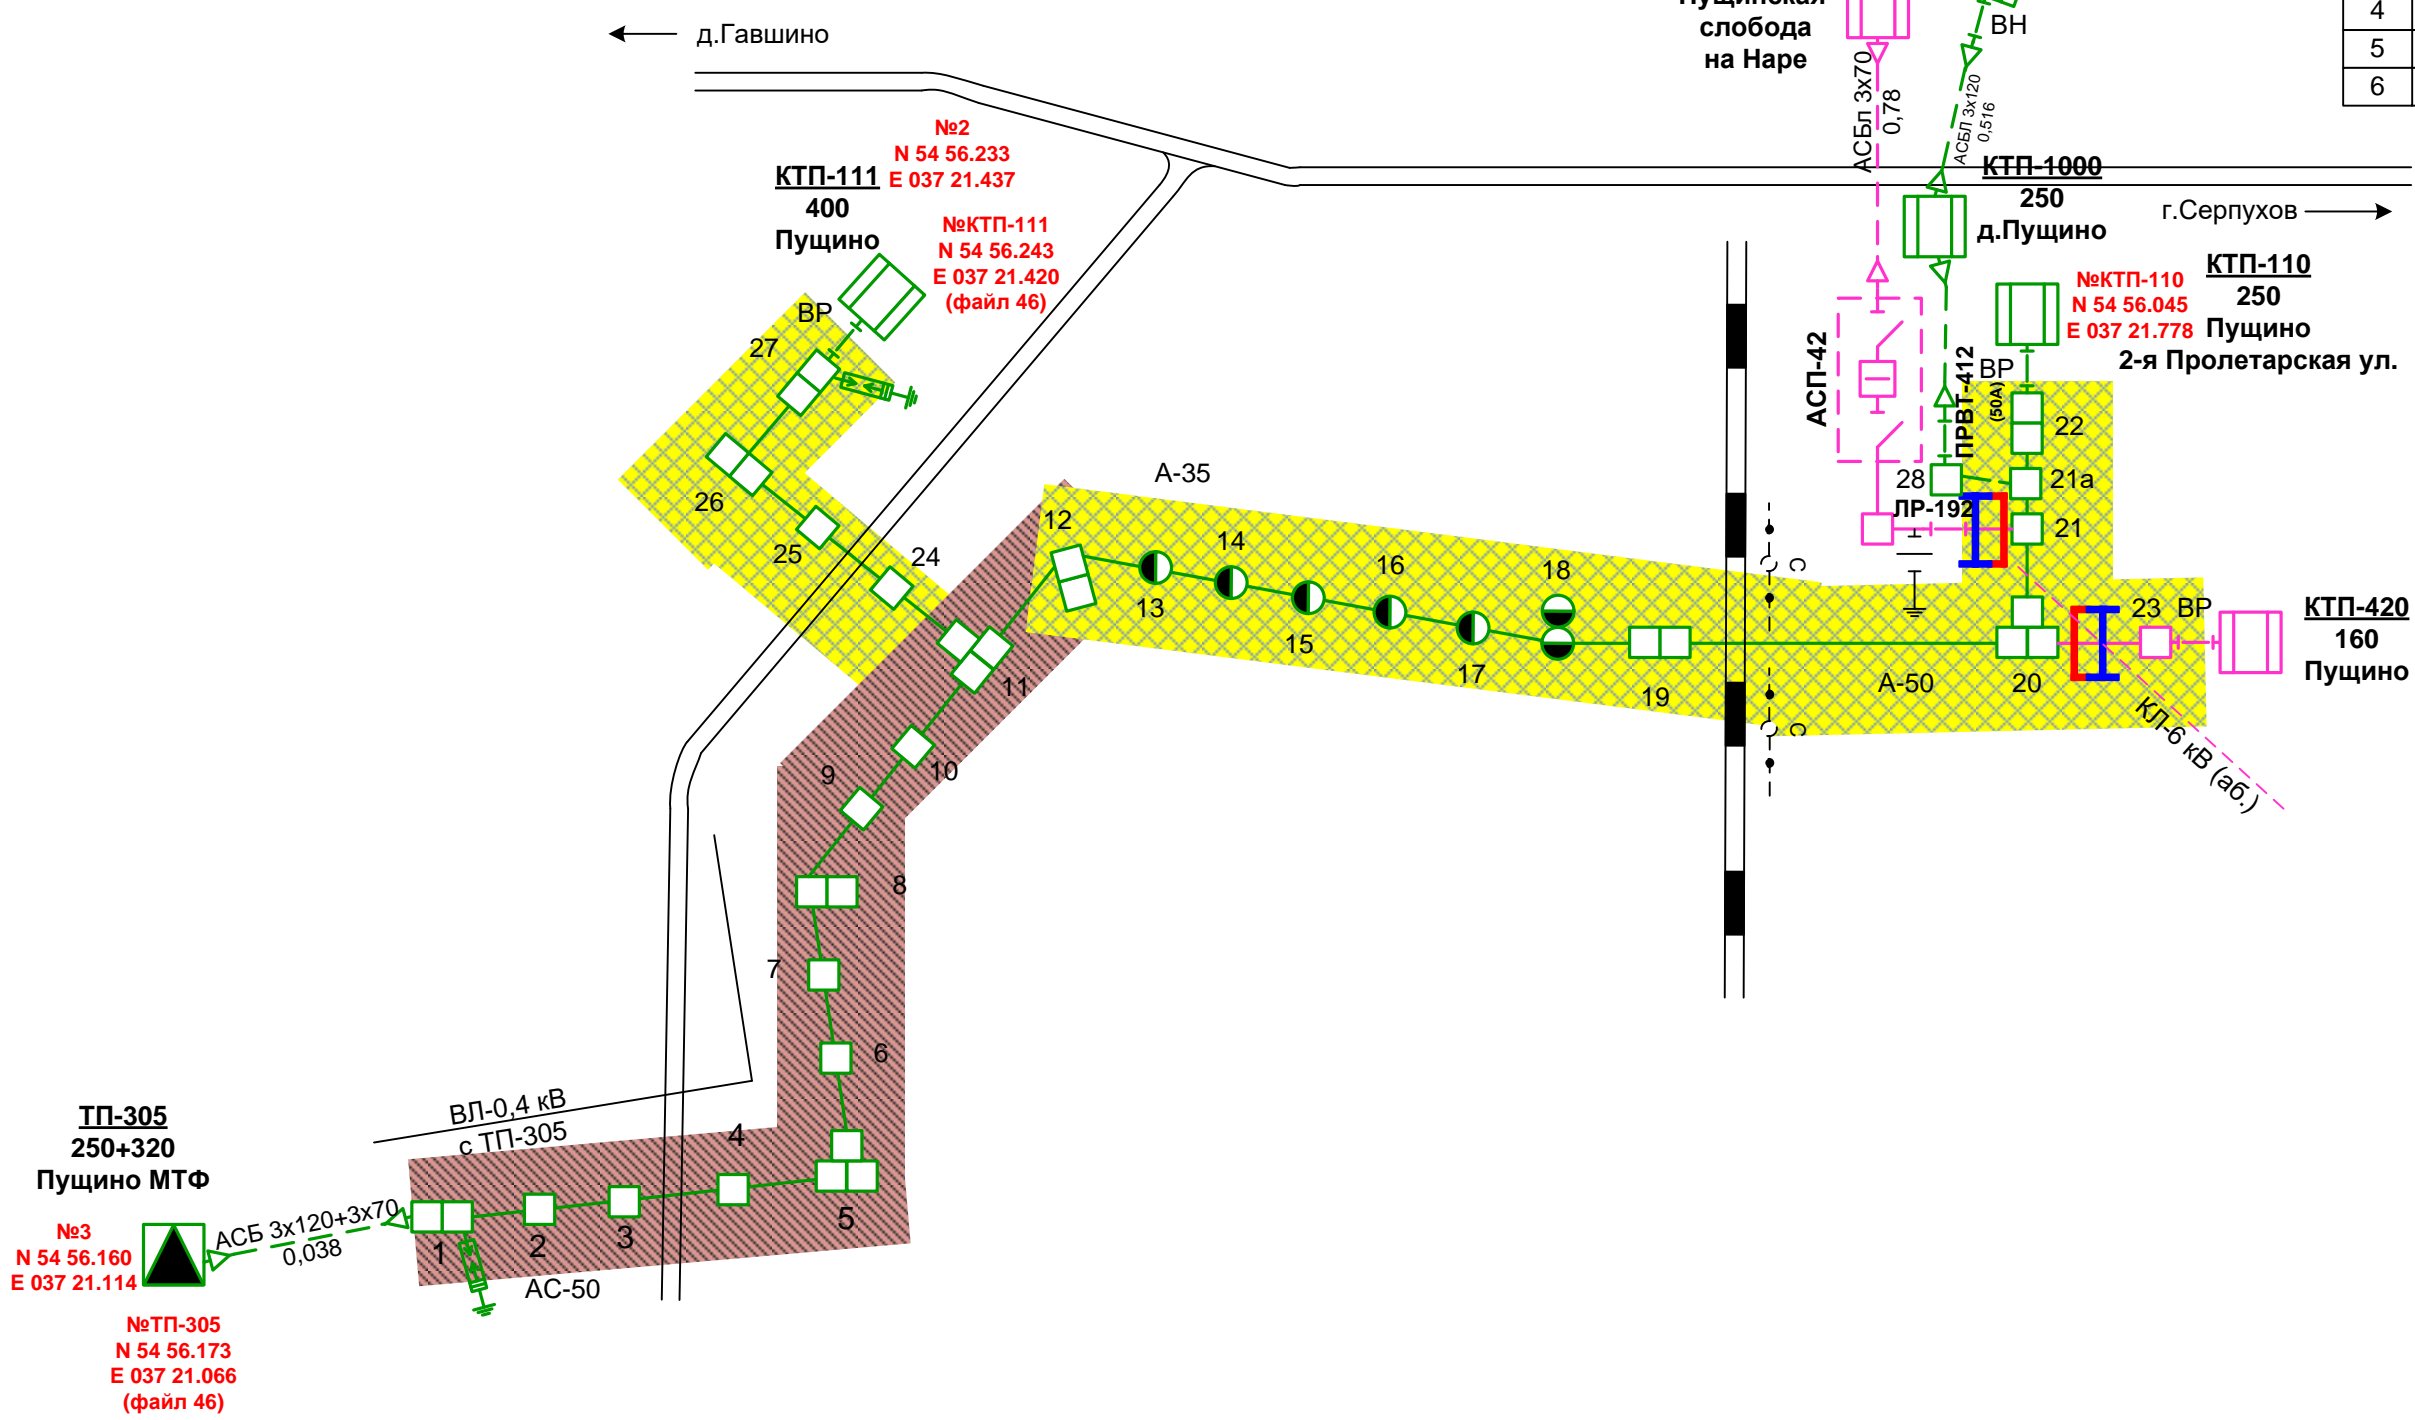 д.Гавшино
слобода
на Наре
ВН
4
5
6
АСБл 3х70
0,78
АСБЛ 3х120
0,516
№2
N 54 56.233
E 037 21.437
КТП-111
400
Пущино
№КТП-111
N 54 56.243
E 037 21.420
(файл 46)
КТП-1000
250
д.Пущино
г.Серпухов
КТП-110
250
Пущино
2-я Пролетарская ул.
№КТП-110
N 54 56.045
E 037 21.778
ВР
27
26
25
24
АСП-42
ПРВТ-412
ВР
(50А)
22
21а
21
28
ЛР-192
А-35
12
13
14
15
16
17
18
19
С
С
А-50
20
23
ВР
КТП-420
160
Пущино
КЛ-6 кВ (аб.)
11
10
9
8
7
6
5
4
3
2
1
ВЛ-0,4 кВ
с ТП-305
ТП-305
250+320
Пущино МТФ
АСБ 3х120+3х70
0,038
АС-50
№3
N 54 56.160
E 037 21.114
№ТП-305
N 54 56.173
E 037 21.066
(файл 46)